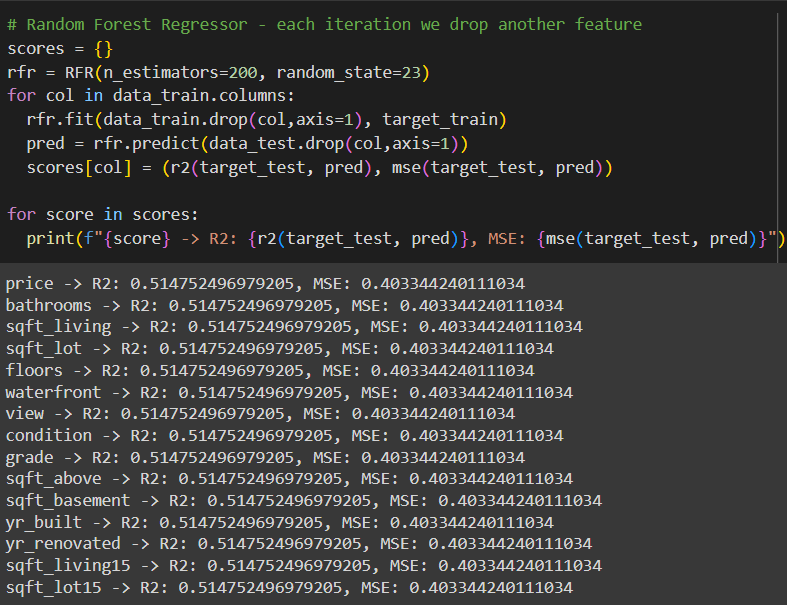 # Random Forest Regressor - each iteration we drop another feature
scores = {}
rfr = RFR(n_estimators=200, random_state=23)
for col in data_train.columns:
  rfr.fit(data_train.drop(col,axis=1), target_train)
  pred = rfr.predict(data_test.drop(col,axis=1))
  scores[col] = (r2(target_test, pred), mse(target_test, pred))

for score in scores:
  print(f"{score} -> R2: {r2(target_test, pred)}, MSE: {mse(target_test, pred)}")
price -> R2: 0.514752496979205, MSE: 0.403344240111034
bathrooms -> R2: 0.514752496979205, MSE: 0.403344240111034
sqft_living -> R2: 0.514752496979205, MSE: 0.403344240111034
sqft_lot -> R2: 0.514752496979205, MSE: 0.403344240111034
floors -> R2: 0.514752496979205, MSE: 0.403344240111034
waterfront -> R2: 0.514752496979205, MSE: 0.403344240111034
view -> R2: 0.514752496979205, MSE: 0.403344240111034
condition -> R2: 0.514752496979205, MSE: 0.403344240111034
grade -> R2: 0.514752496979205, MSE: 0.403344240111034
sqft_above -> R2: 0.514752496979205, MSE: 0.403344240111034
sqft_basement -> R2: 0.514752496979205, MSE: 0.403344240111034
yr_built -> R2: 0.514752496979205, MSE: 0.403344240111034
yr_renovated -> R2: 0.514752496979205, MSE: 0.403344240111034
sqft_living15 -> R2: 0.514752496979205, MSE: 0.403344240111034
sqft_lot15 -> R2: 0.514752496979205, MSE: 0.403344240111034